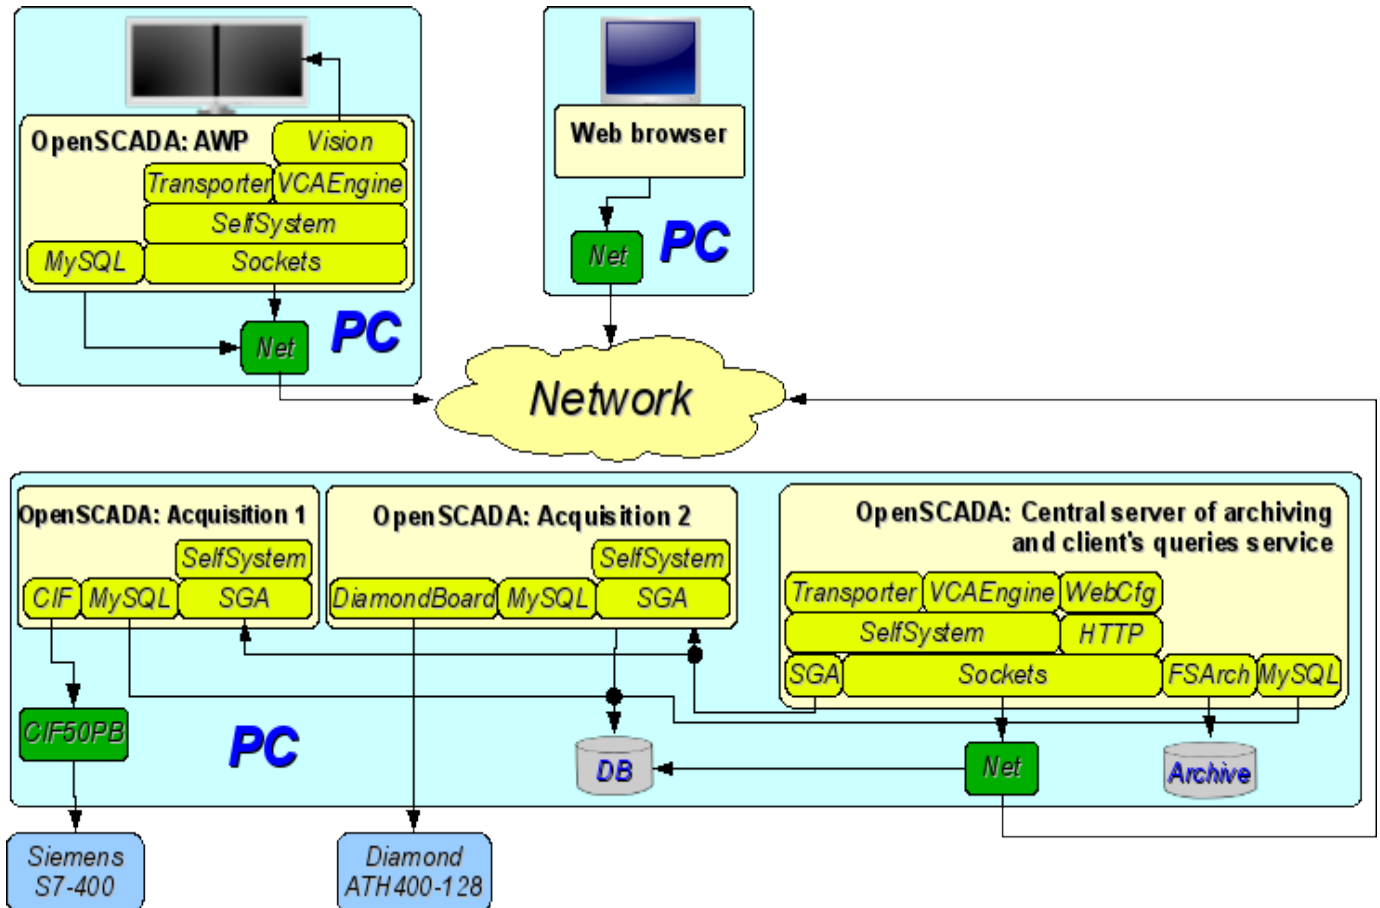 OpenSCADA: AWP
Vision
Transporter
VCAEngine
SelfSystem
MySQL
Sockets
Net
PC
Web browser
Net
PC
Network
OpenSCADA: Acquisition 1
SelfSystem
CIF
MySQL
SGA
CIF50PB
PC
OpenSCADA: Acquisition 2
SelfSystem
DiamondBoard
MySQL
SGA
DB
OpenSCADA: Central server of archiving
and client's queries service
Transporter
VCAEngine
WebCfg
SelfSystem
HTTP
SGA
Sockets
FSArch
MySQL
Net
Archive
Siemens
S7-400
Diamond
ATH400-128